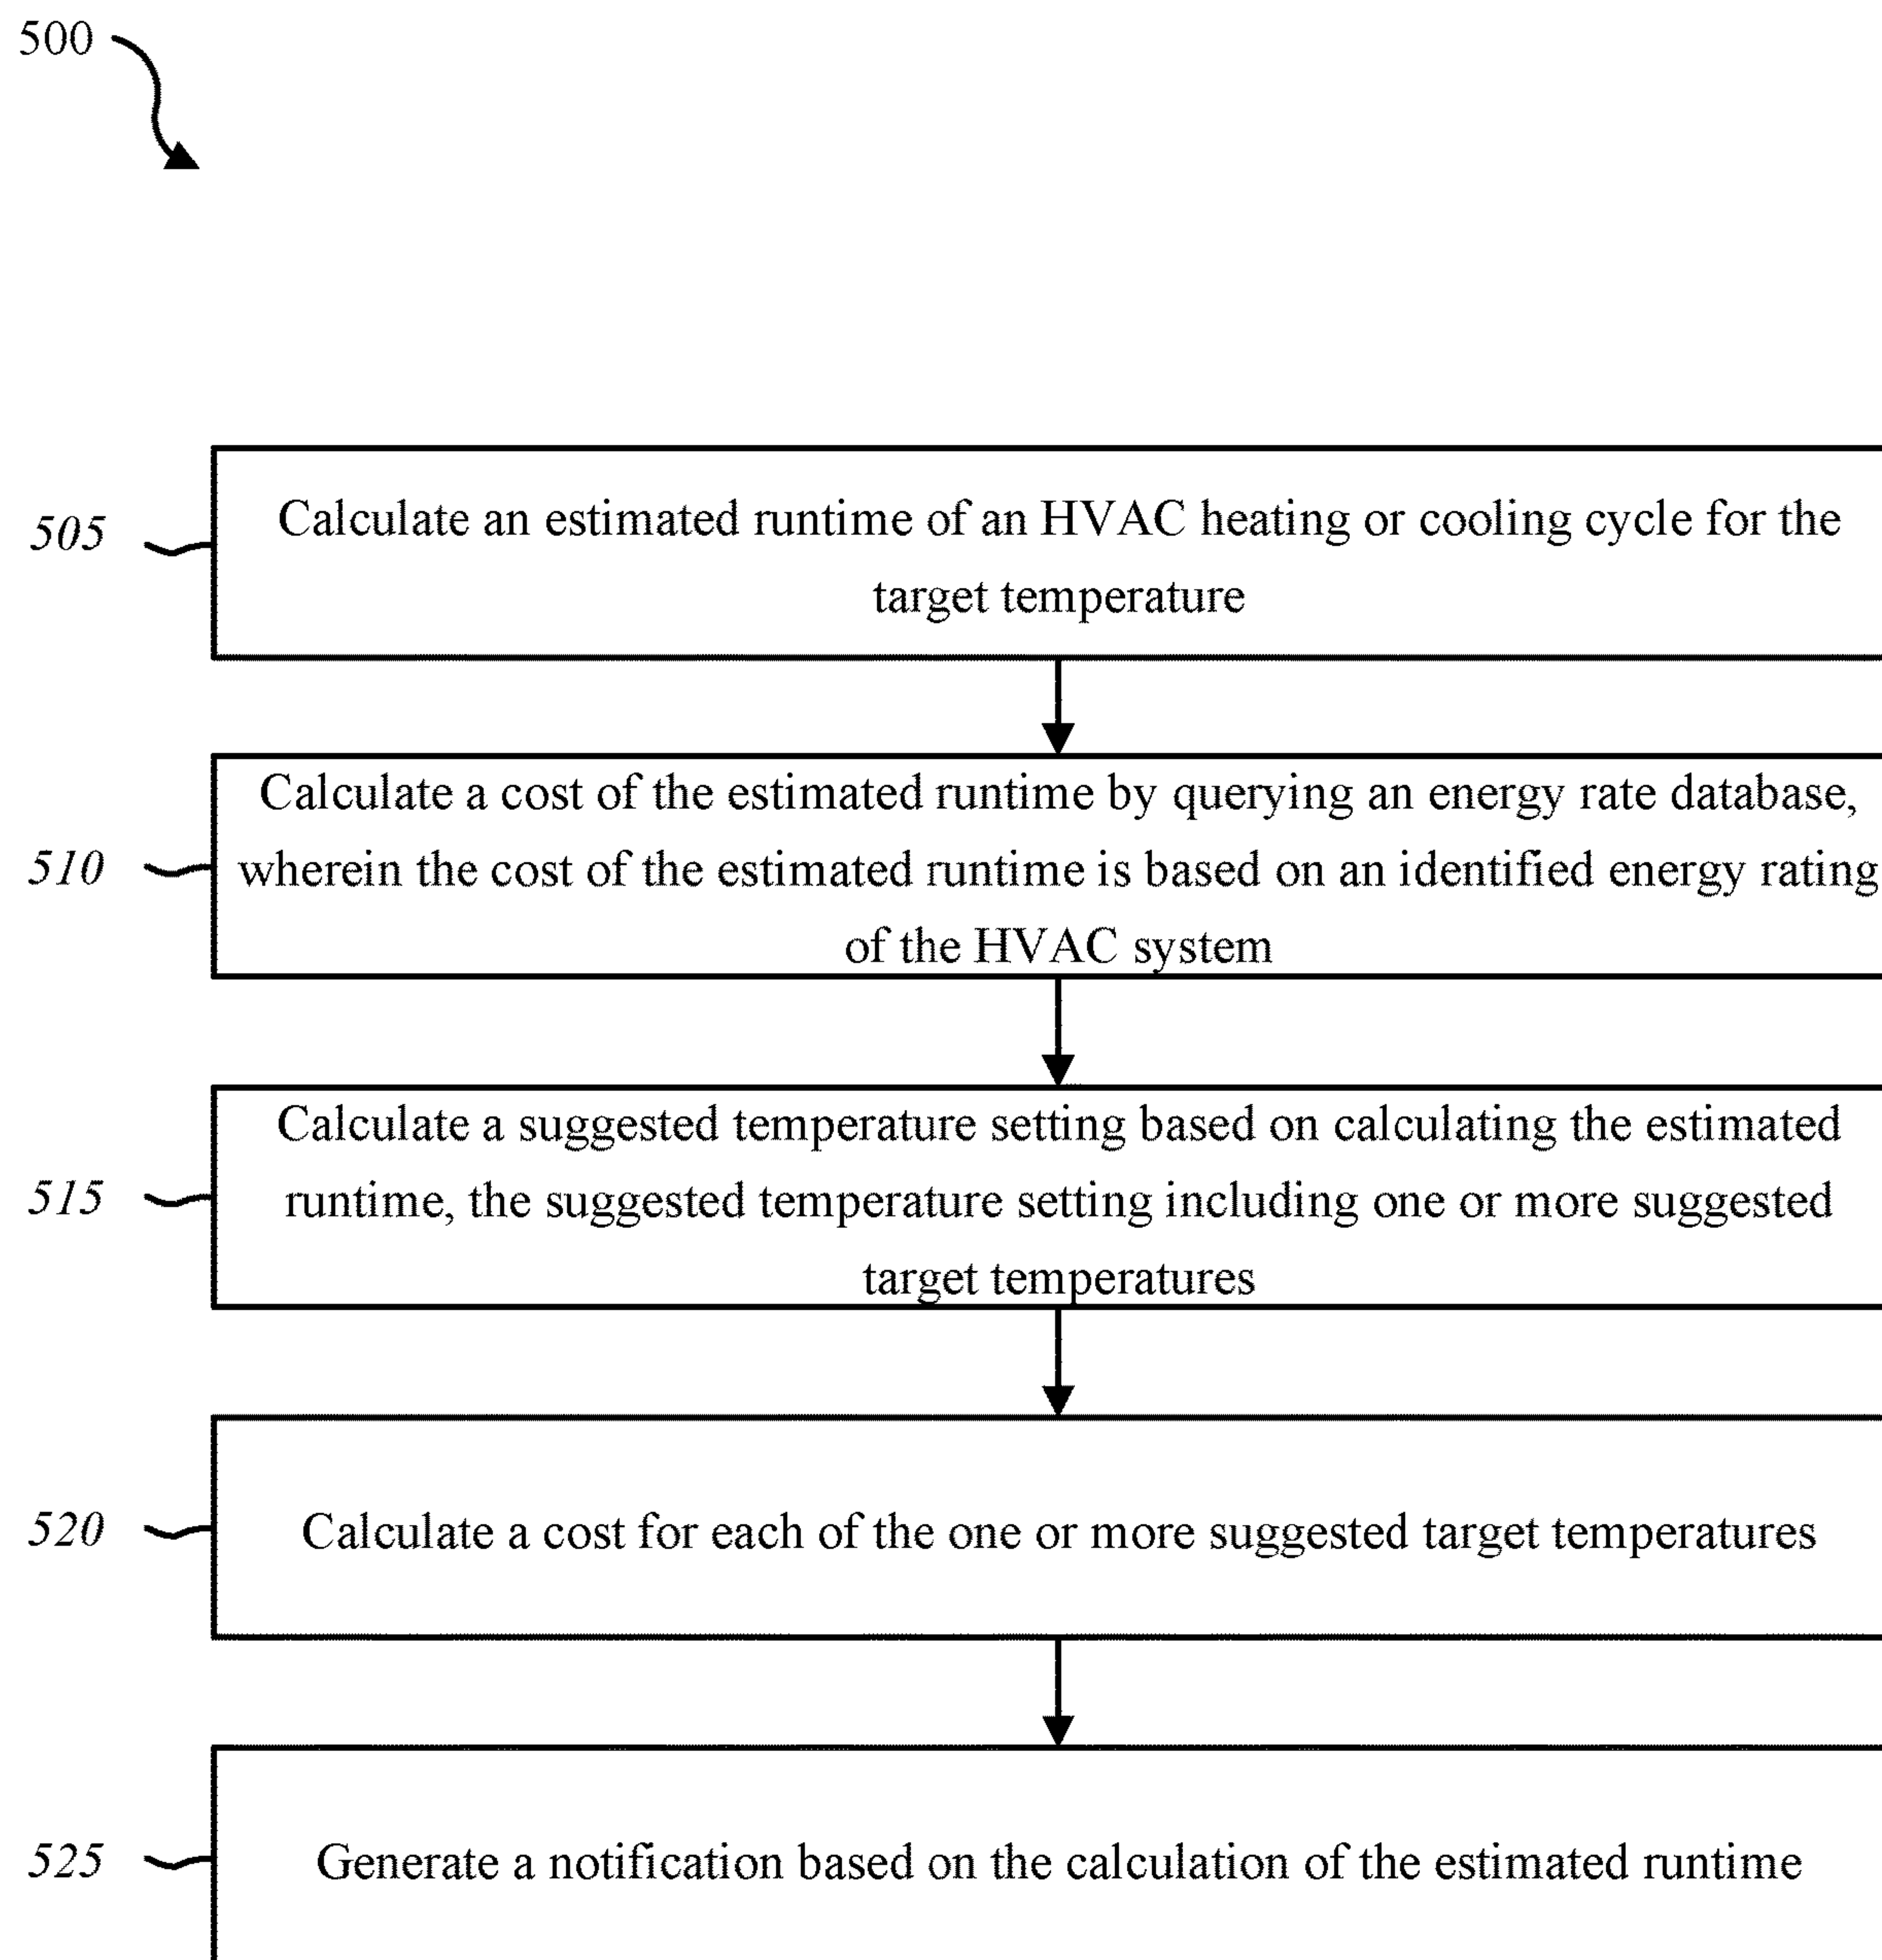 500
505
Calculate an estimated runtime of an HVAC heating or cooling cycle for the
target temperature
510
Calculate a cost of the estimated runtime by querying an energy rate database,
wherein the cost of the estimated runtime is based on an identified energy rating
of the HVAC system
515
Calculate a suggested temperature setting based on calculating the estimated
runtime, the suggested temperature setting including one or more suggested
target temperatures
520
Calculate a cost for each of the one or more suggested target temperatures
525
Generate a notification based on the calculation of the estimated runtime